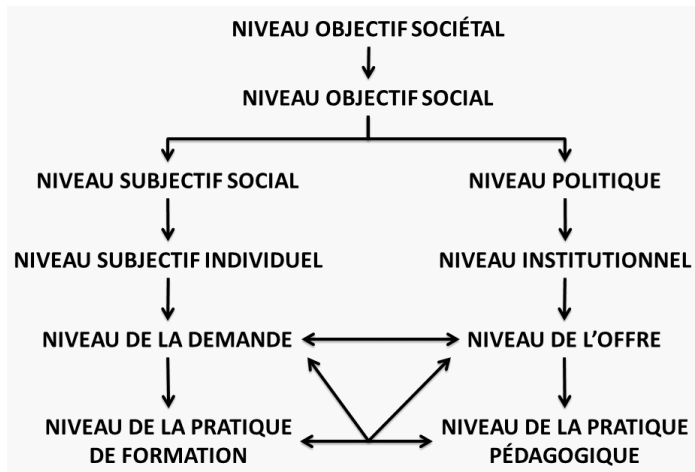 NIVEAU OBJECTIF SOCIÉTAL
NIVEAU OBJECTIF SOCIAL
NIVEAU SUBJECTIF SOCIAL
NIVEAU POLITIQUE
NIVEAU SUBJECTIF INDIVIDUEL
NIVEAU INSTITUTIONNEL
NIVEAU DE LA DEMANDE
NIVEAU DE L’OFFRE
NIVEAU DE LA PRATIQUE
DE FORMATION
NIVEAU DE LA PRATIQUE
PÉDAGOGIQUE